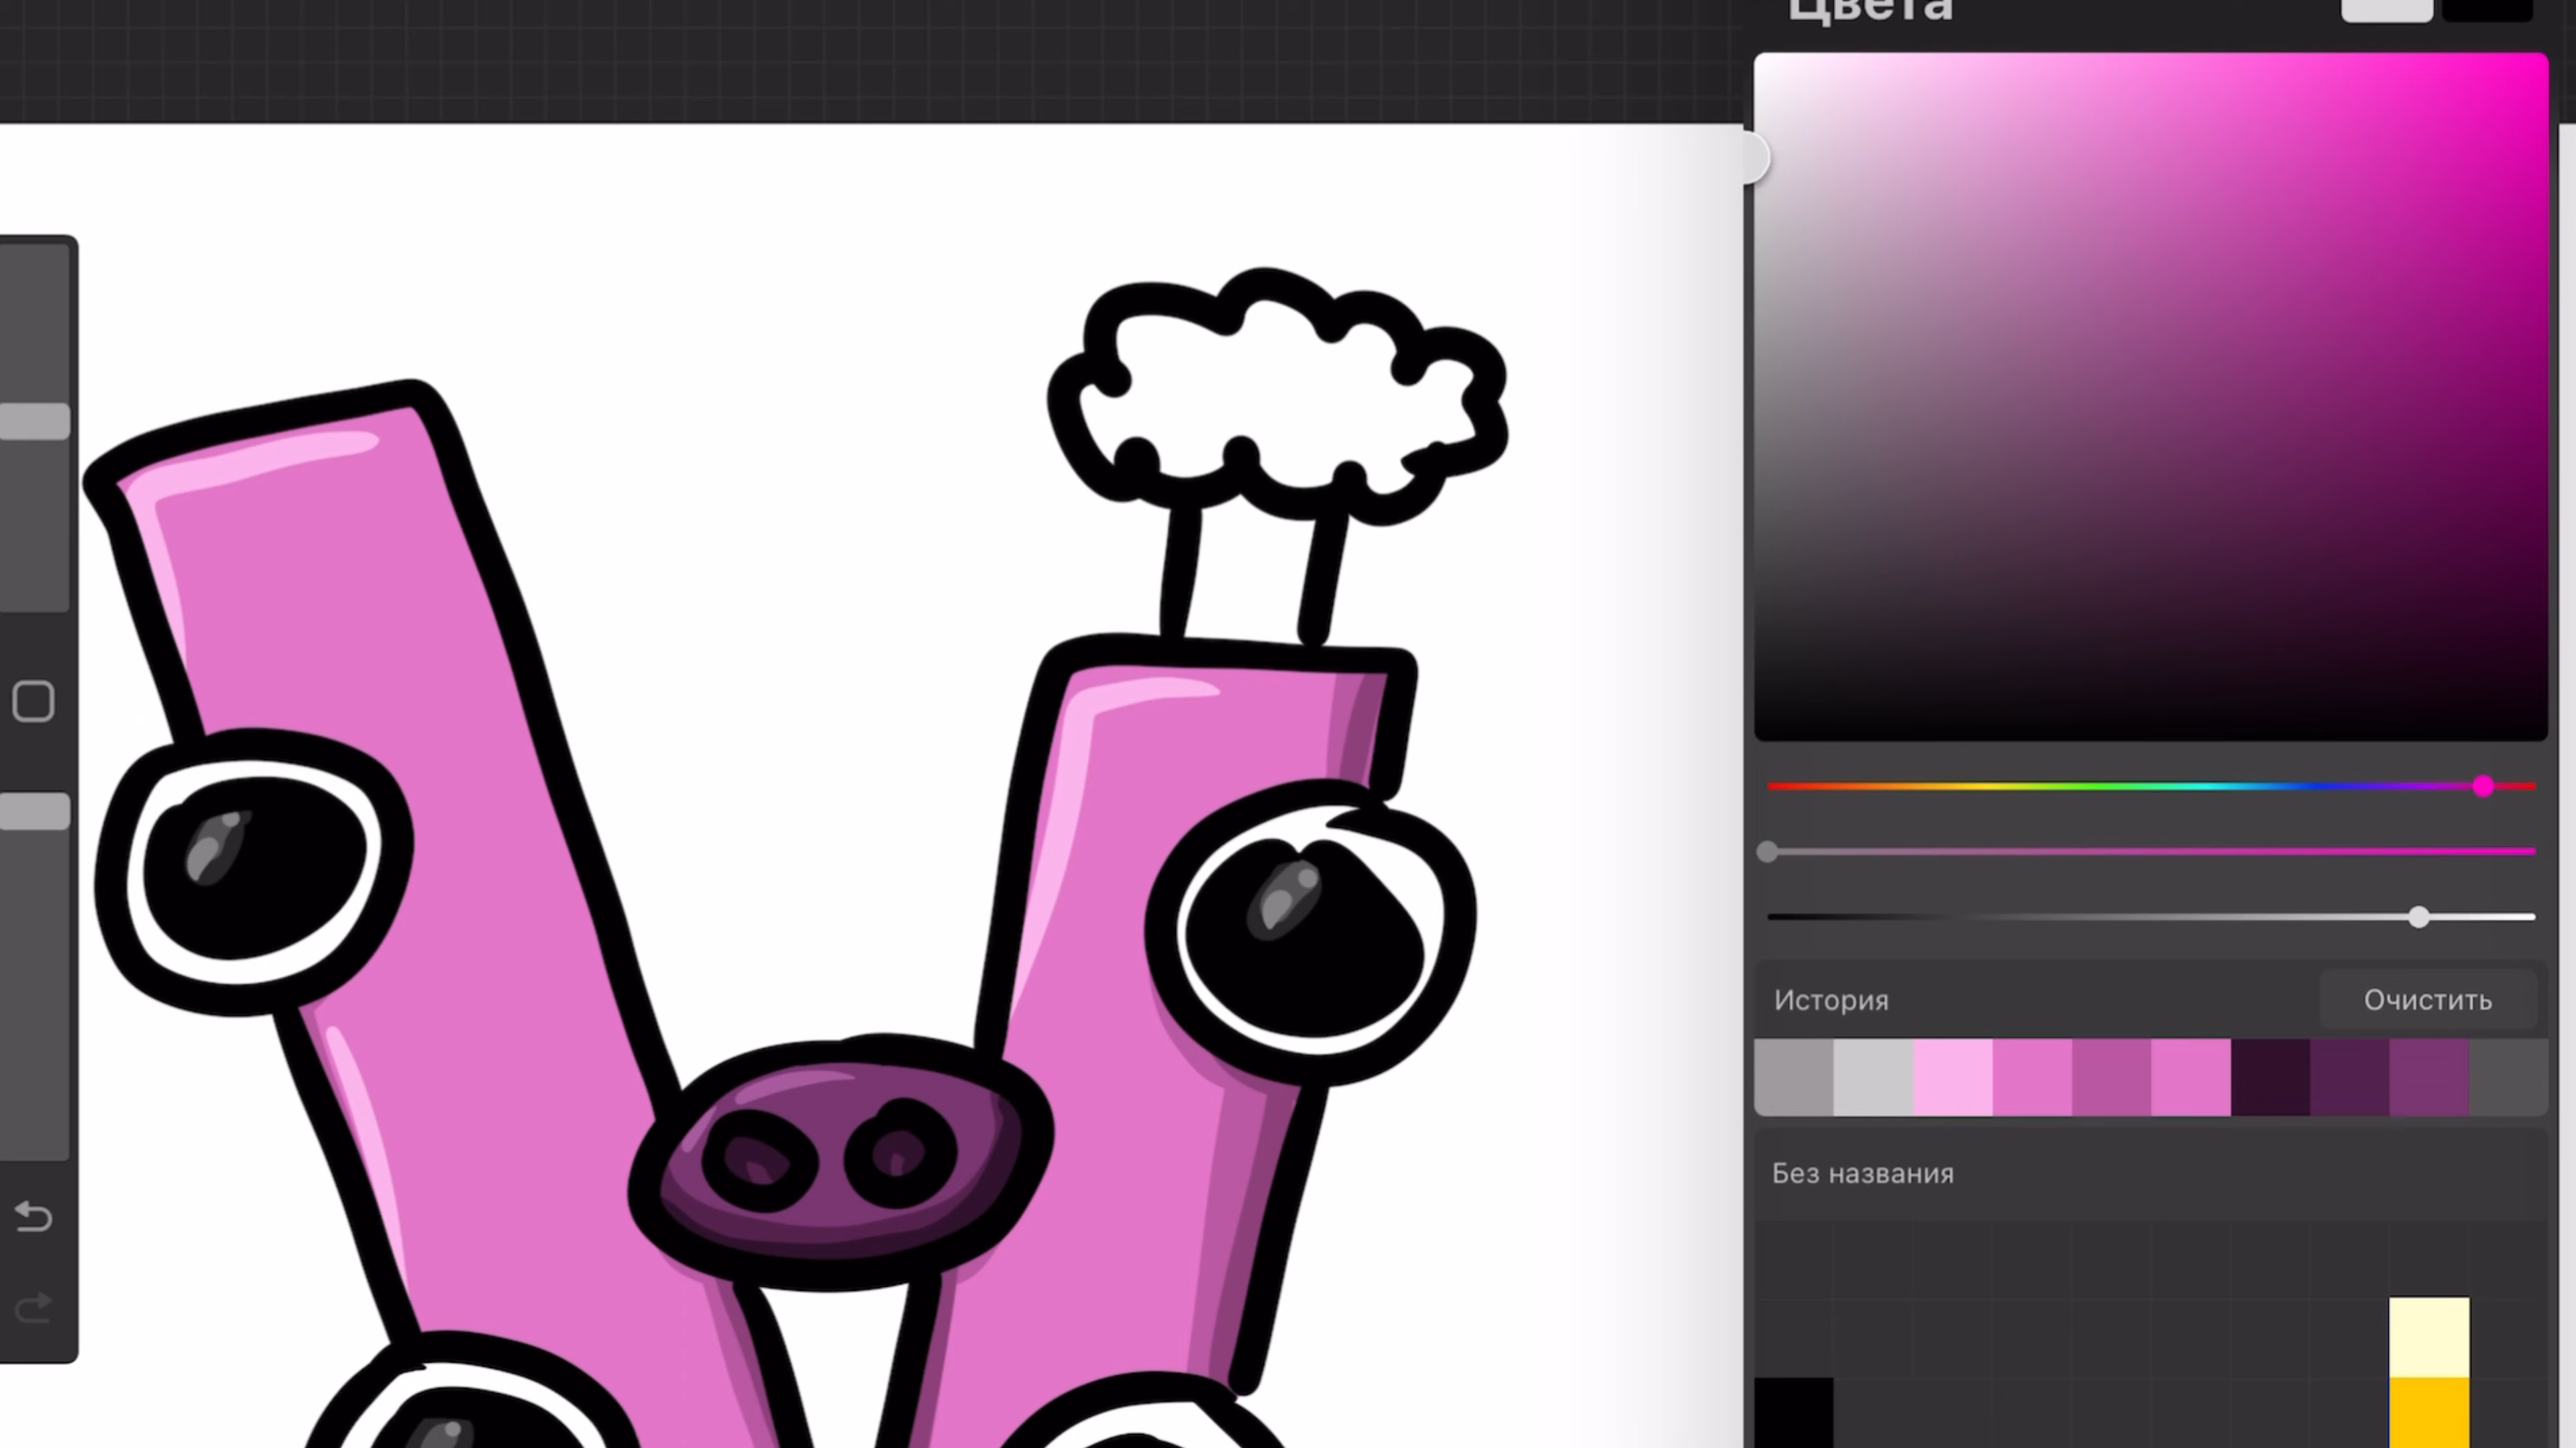 Цвета
История
Очистить
Без названия